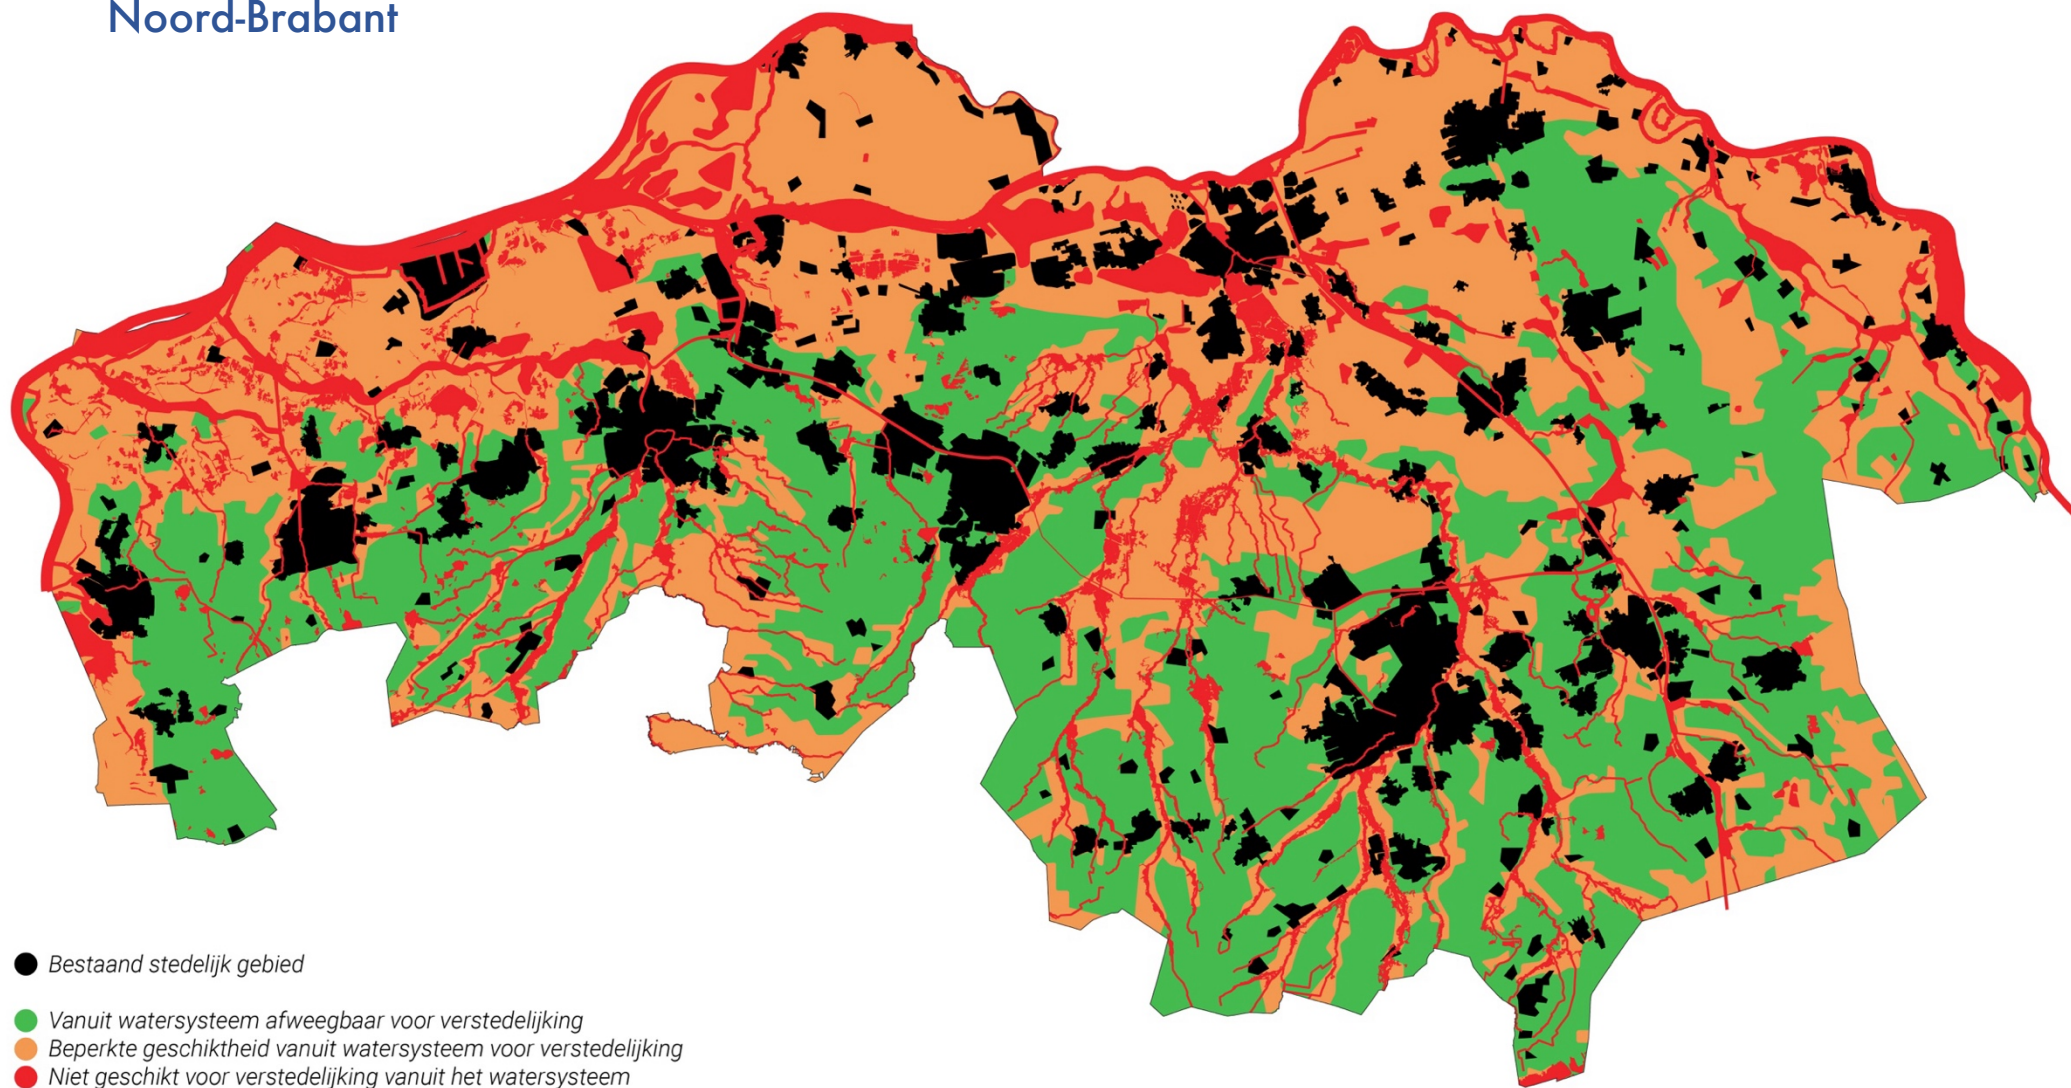 Noord-Brabant
Bestaand stedelijk gebied
Vanuit watersysteem afweegbaar voor verstedelijking
Beperkte geschiktheid vanuit watersysteem voor verstedelijking
Niet geschikt voor verstedelijking vanuit het watersysteem